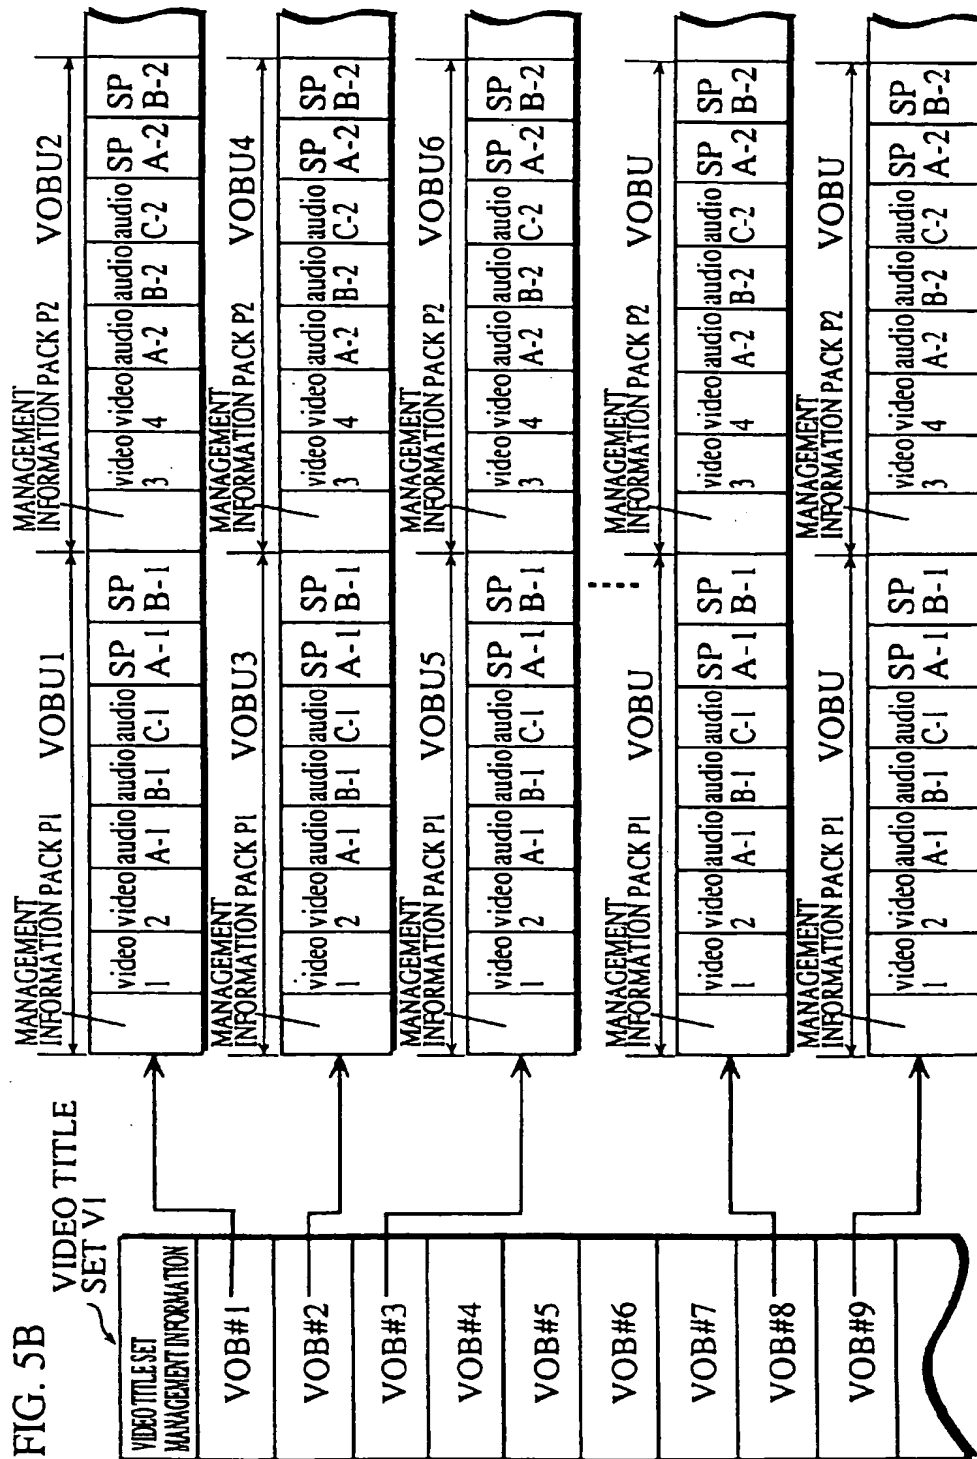 FIG. 5B
VIDEO TITLE
SET V1
VIDEO TITLE SET
MANAGEMENT INFORMATION
VOB#1
VOB#2
VOB#3
VOB#4
VOB#5
VOB#6
VOB#7
VOB#8
VOB#9
MANAGEMENT
INFORMATION PACK P1
VOBU1
MANAGEMENT
INFORMATION PACK P2
VOBU2
video video audio audio audio SP SP
1 2 A-1 B-1 C-1 A-1 B-1
video video audio audio audio SP SP
3 4 A-2 B-2 C-2 A-2 B-2
MANAGEMENT
INFORMATION PACK P1
VOBU3
MANAGEMENT
INFORMATION PACK P2
VOBU4
video video audio audio audio SP SP
1 2 A-1 B-1 C-1 A-1 B-1
video video audio audio audio SP SP
3 4 A-2 B-2 C-2 A-2 B-2
MANAGEMENT
INFORMATION PACK P1
VOBU5
MANAGEMENT
INFORMATION PACK P2
VOBU6
video video audio audio audio SP SP
1 2 A-1 B-1 C-1 A-1 B-1
video video audio audio audio SP SP
3 4 A-2 B-2 C-2 A-2 B-2
MANAGEMENT
INFORMATION PACK P1
VOBU
MANAGEMENT
INFORMATION PACK P2
VOBU
video video audio audio audio SP SP
1 2 A-1 B-1 C-1 A-1 B-1
video video audio audio audio SP SP
3 4 A-2 B-2 C-2 A-2 B-2
MANAGEMENT
INFORMATION PACK P1
VOBU
MANAGEMENT
INFORMATION PACK P2
VOBU
video video audio audio audio SP SP
1 2 A-1 B-1 C-1 A-1 B-1
video video audio audio audio SP SP
3 4 A-2 B-2 C-2 A-2 B-2